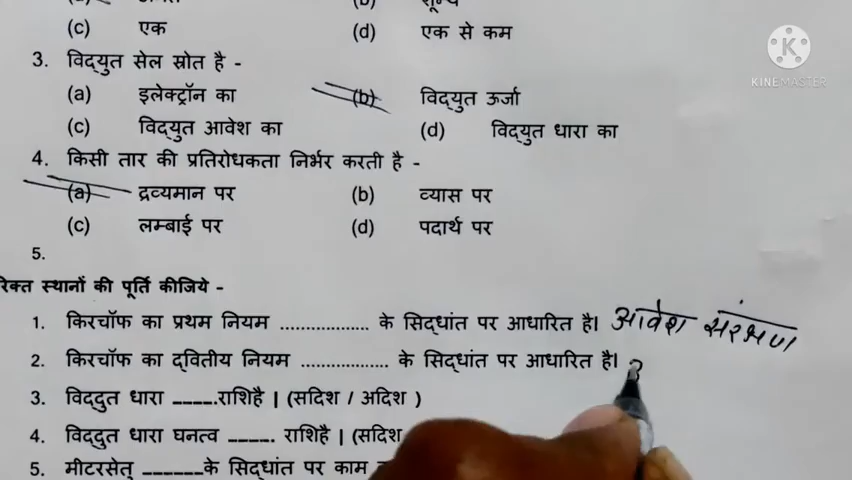 (b) शून्य
(c) एक (d) एक से कम
3. विद्युत सेल स्रोत है -
(a) इलेक्ट्रॉन का (b) विद्युत ऊर्जा
(c) विद्युत आवेश का (d) विद्युत धारा का
4. किसी तार की प्रतिरोधकता निर्भर करती है -
(a) द्रव्यमान पर (b) व्यास पर
(c) लम्बाई पर (d) पदार्थ पर
5.
रिक्त स्थानों की पूर्ति कीजिये -
1. किरचॉफ का प्रथम नियम .................. के सिद्धांत पर आधारित है। आवेश संरक्षण
2. किरचॉफ का द्वितीय नियम .................. के सिद्धांत पर आधारित है।
3. विद्दुत धारा _____.राशिहै | (सदिश / अदिश )
4. विद्दुत धारा घनत्व _____. राशिहै | (सदिश
5. मीटरसेतु ______के सिद्धांत पर काम
KINEMASTER